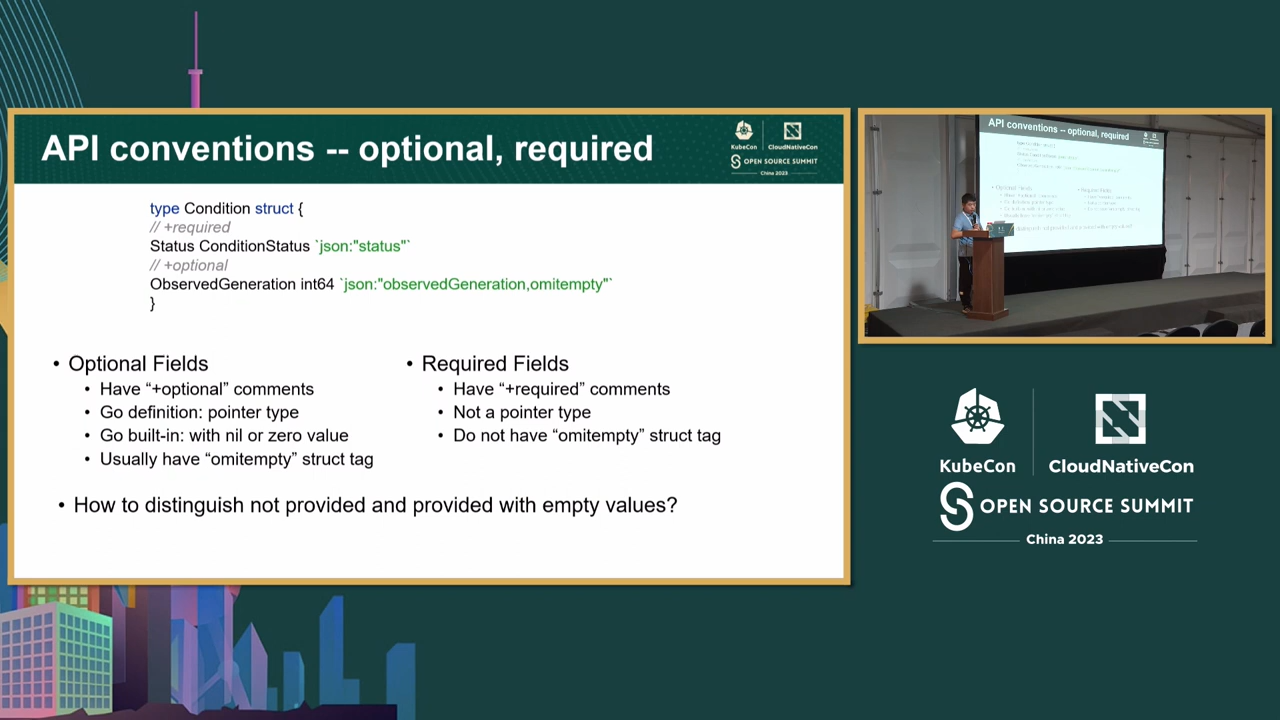 API conventions -- optional, required
KubeCon
CloudNativeCon
OPEN SOURCE SUMMIT
China 2023
type Condition struct {
// +required
Status ConditionStatus `json:"status"`
// +optional
ObservedGeneration int64 `json:"observedGeneration,omitempty"`
}
• Optional Fields
• Have “+optional” comments
• Go definition: pointer type
• Go built-in: with nil or zero value
• Usually have “omitempty” struct tag
• Required Fields
• Have “+required” comments
• Not a pointer type
• Do not have “omitempty” struct tag
• How to distinguish not provided and provided with empty values?
API conventions -- optional, required
KubeCon
CloudNativeCon
OPEN SOURCE SUMMIT
China 2023